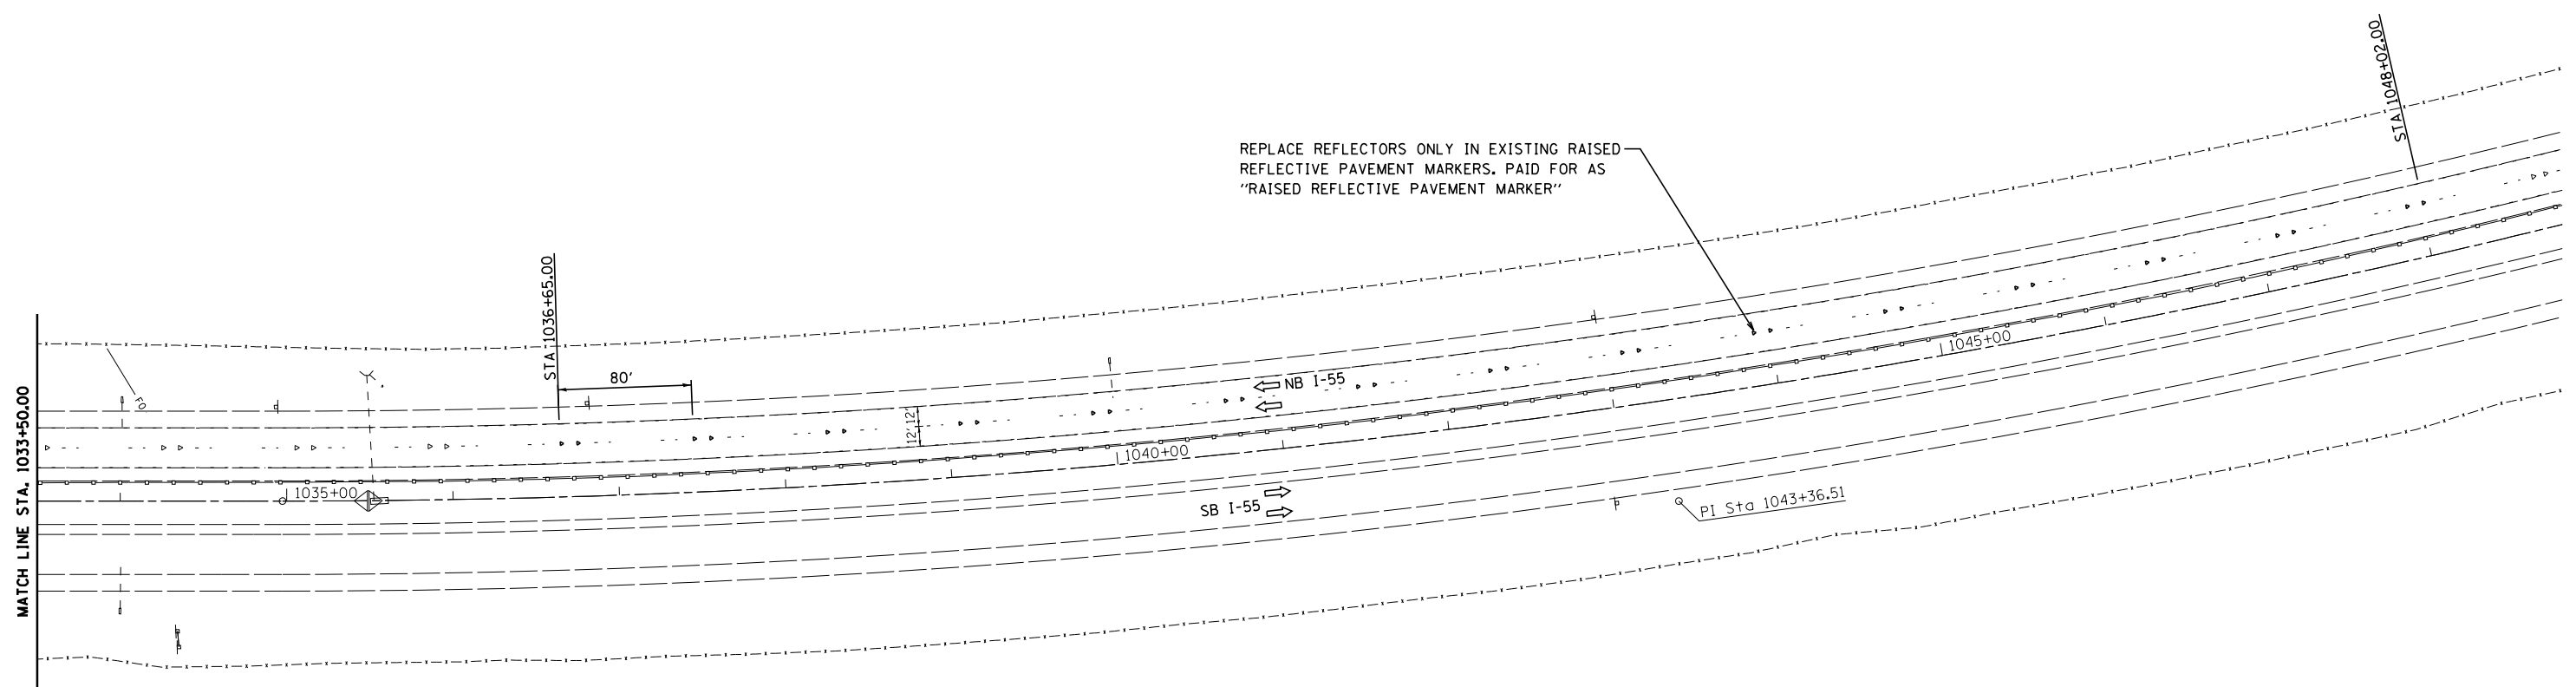 MATCH LINE STA. 1033+50.00
FO
1035+00
STA 1036+65.00
80'
12' 12'
1040+00
NB I-55
SB I-55
REPLACE REFLECTORS ONLY IN EXISTING RAISED
REFLECTIVE PAVEMENT MARKERS. PAID FOR AS
"RAISED REFLECTIVE PAVEMENT MARKER"
PI Sta 1043+36.51
1045+00
STA 1048+02.00